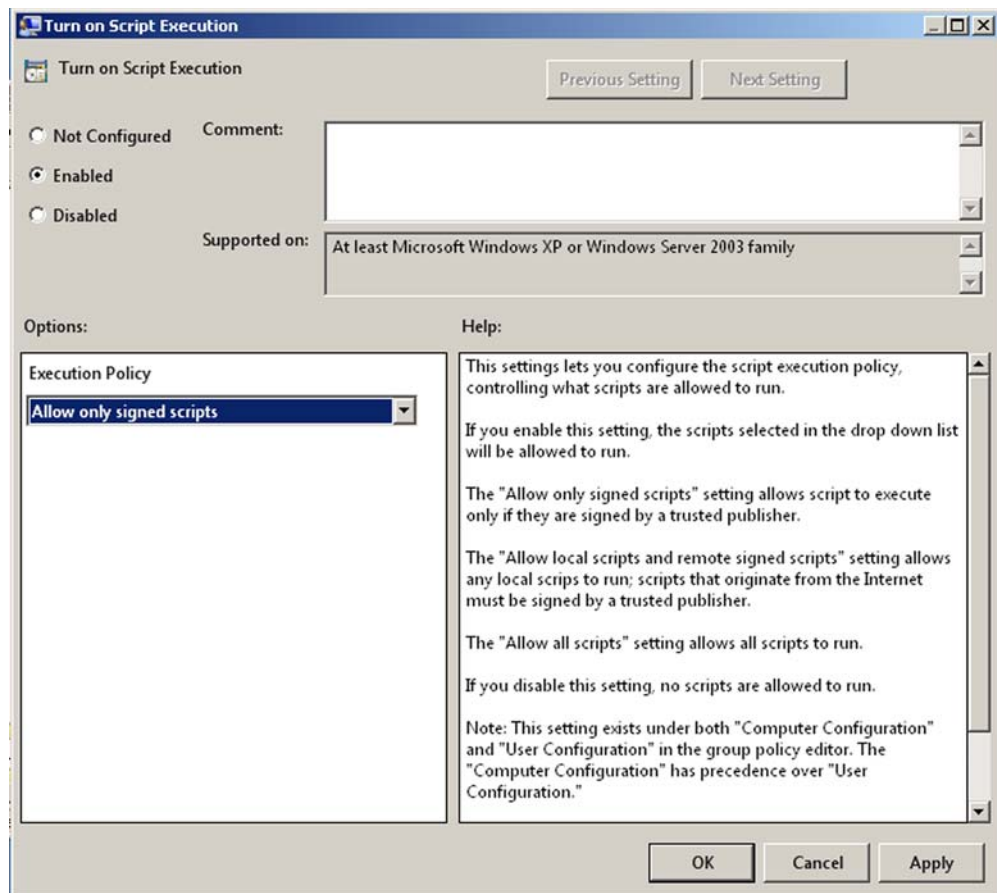 Turn on Script Execution
Turn on Script Execution
Previous Setting
Next Setting
Not Configured
Comment:
Enabled
Disabled
Supported on:
At least Microsoft Windows XP or Windows Server 2003 family
Options:
Help:
Execution Policy
Allow only signed scripts
This settings lets you configure the script execution policy,
controlling what scripts are allowed to run.
If you enable this setting, the scripts selected in the drop down list
will be allowed to run.
The "Allow only signed scripts" setting allows script to execute
only if they are signed by a trusted publisher.
The "Allow local scripts and remote signed scripts" setting allows
any local scrips to run; scripts that originate from the Internet
must be signed by a trusted publisher.
The "Allow all scripts" setting allows all scripts to run.
If you disable this setting, no scripts are allowed to run.
Note: This setting exists under both "Computer Configuration"
and "User Configuration" in the group policy editor. The
"Computer Configuration" has precedence over "User
Configuration."
OK
Cancel
Apply